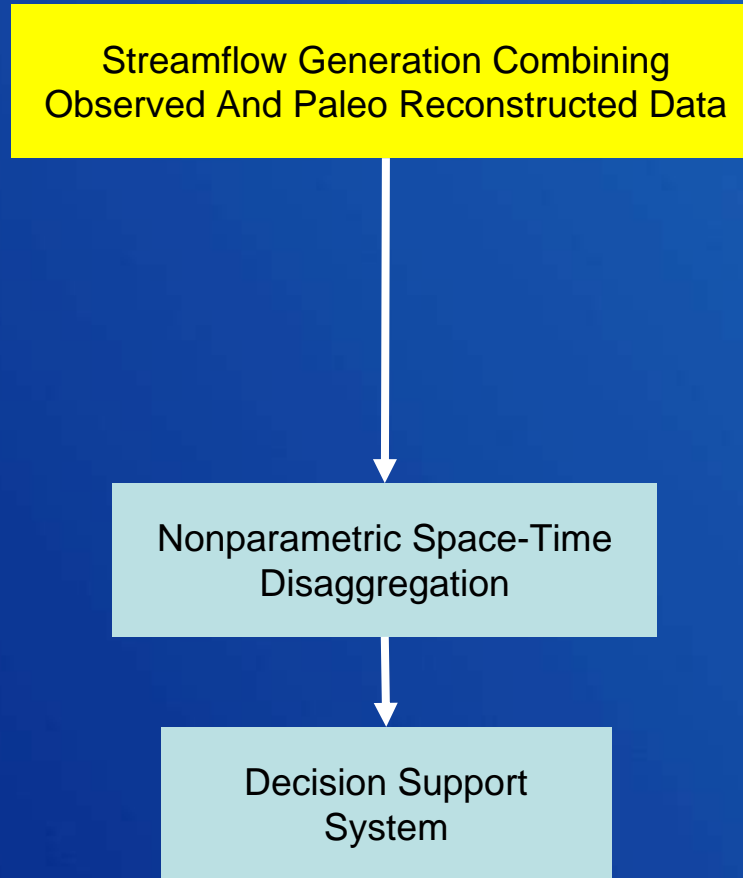 Streamflow Generation Combining
Observed And Paleo Reconstructed Data
Nonparametric Space-Time
Disaggregation
Decision Support
System